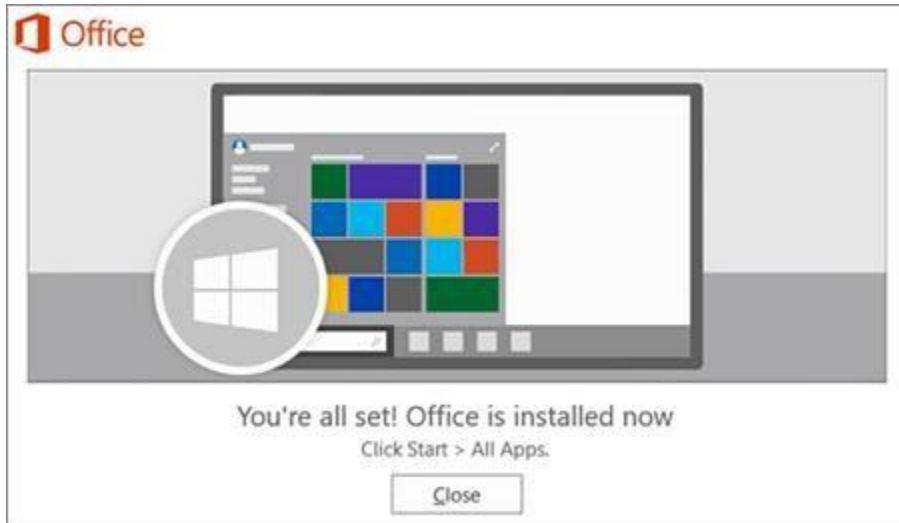 Office
You're all set! Office is installed now
Click Start > All Apps.
Close